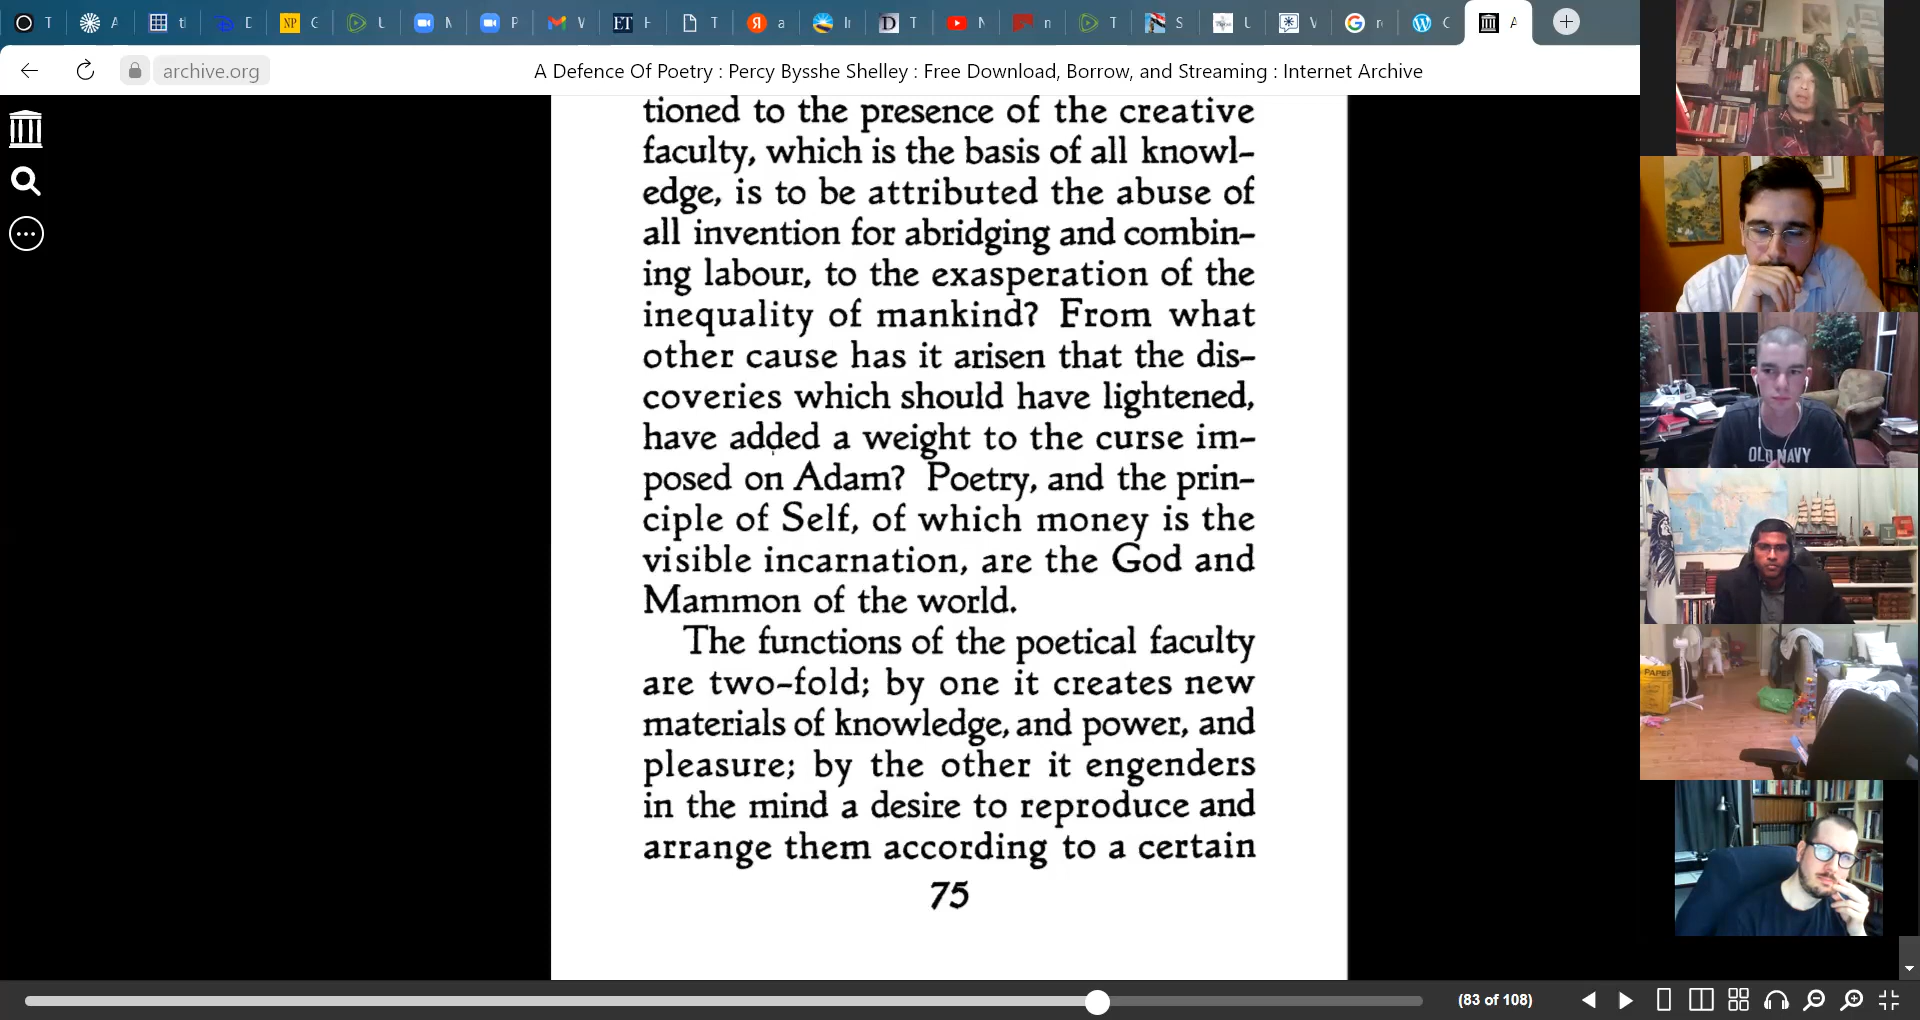 T
A
tl
D
NP
C
L
M
P
W
FT
F
T
Я
a
Iı
D
T
N
n
T
S
L
V
C
A
archive.org
A Defence Of Poetry : Percy Bysshe Shelley : Free Download, Borrow, and Streaming : Internet Archive
tioned to the presence of the creative
faculty, which is the basis of all knowl-
edge, is to be attributed the abuse of
all invention for abridging and combin-
ing labour, to the exasperation of the
inequality of mankind? From what
other cause has it arisen that the dis-
coveries which should have lightened,
have added a weight to the curse im-
posed on Adam? Poetry, and the prin-
ciple of Self, of which money is the
visible incarnation, are the God and
Mammon of the world.
The functions of the poetical faculty
are two-fold; by one it creates new
materials of knowledge, and power, and
pleasure; by the other it engenders
in the mind a desire to reproduce and
arrange them according to a certain
75
OLD NAVY
PAPER
(83 of 108)